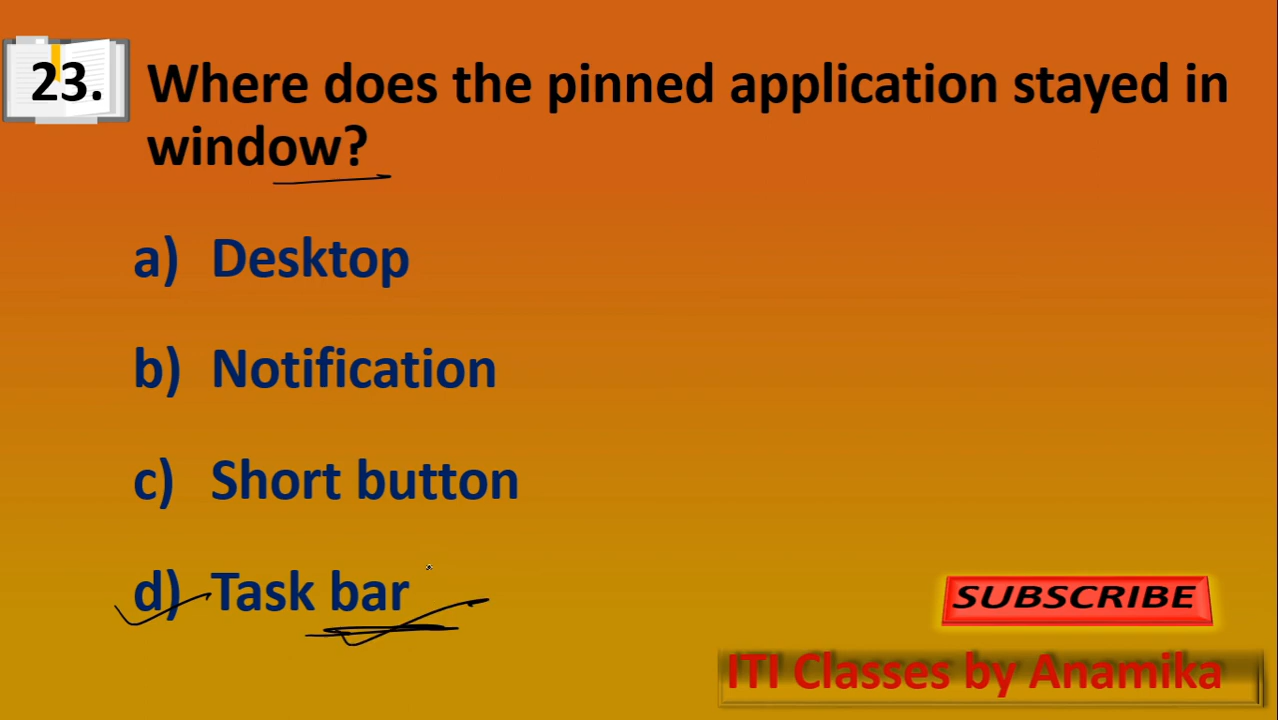 23. Where does the pinned application stayed in
window?
a) Desktop
b) Notification
c) Short button
d) Task bar
SUBSCRIBE
ITI Classes by Anamika